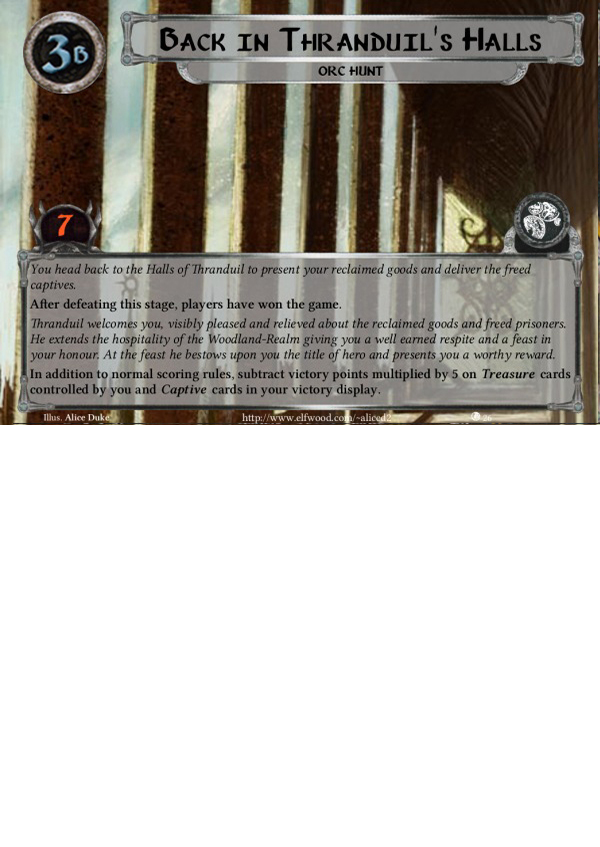 3B
BACK IN THRANDUIL'S HALLS
ORC HUNT
7
You head back to the Halls of Thranduil to present your reclaimed goods and deliver the freed
captives.
After defeating this stage, players have won the game.
Thranduil welcomes you, visibly pleased and relieved about the reclaimed goods and freed prisoners.
He extends the hospitality of the Woodland-Realm giving you a well earned respite and a feast in
your honour. At the feast he bestows upon you the title of hero and presents you a worthy reward.
In addition to normal scoring rules, subtract victory points multiplied by 5 on Treasure cards
controlled by you and Captive cards in your victory display.
Illus. Alice Duke